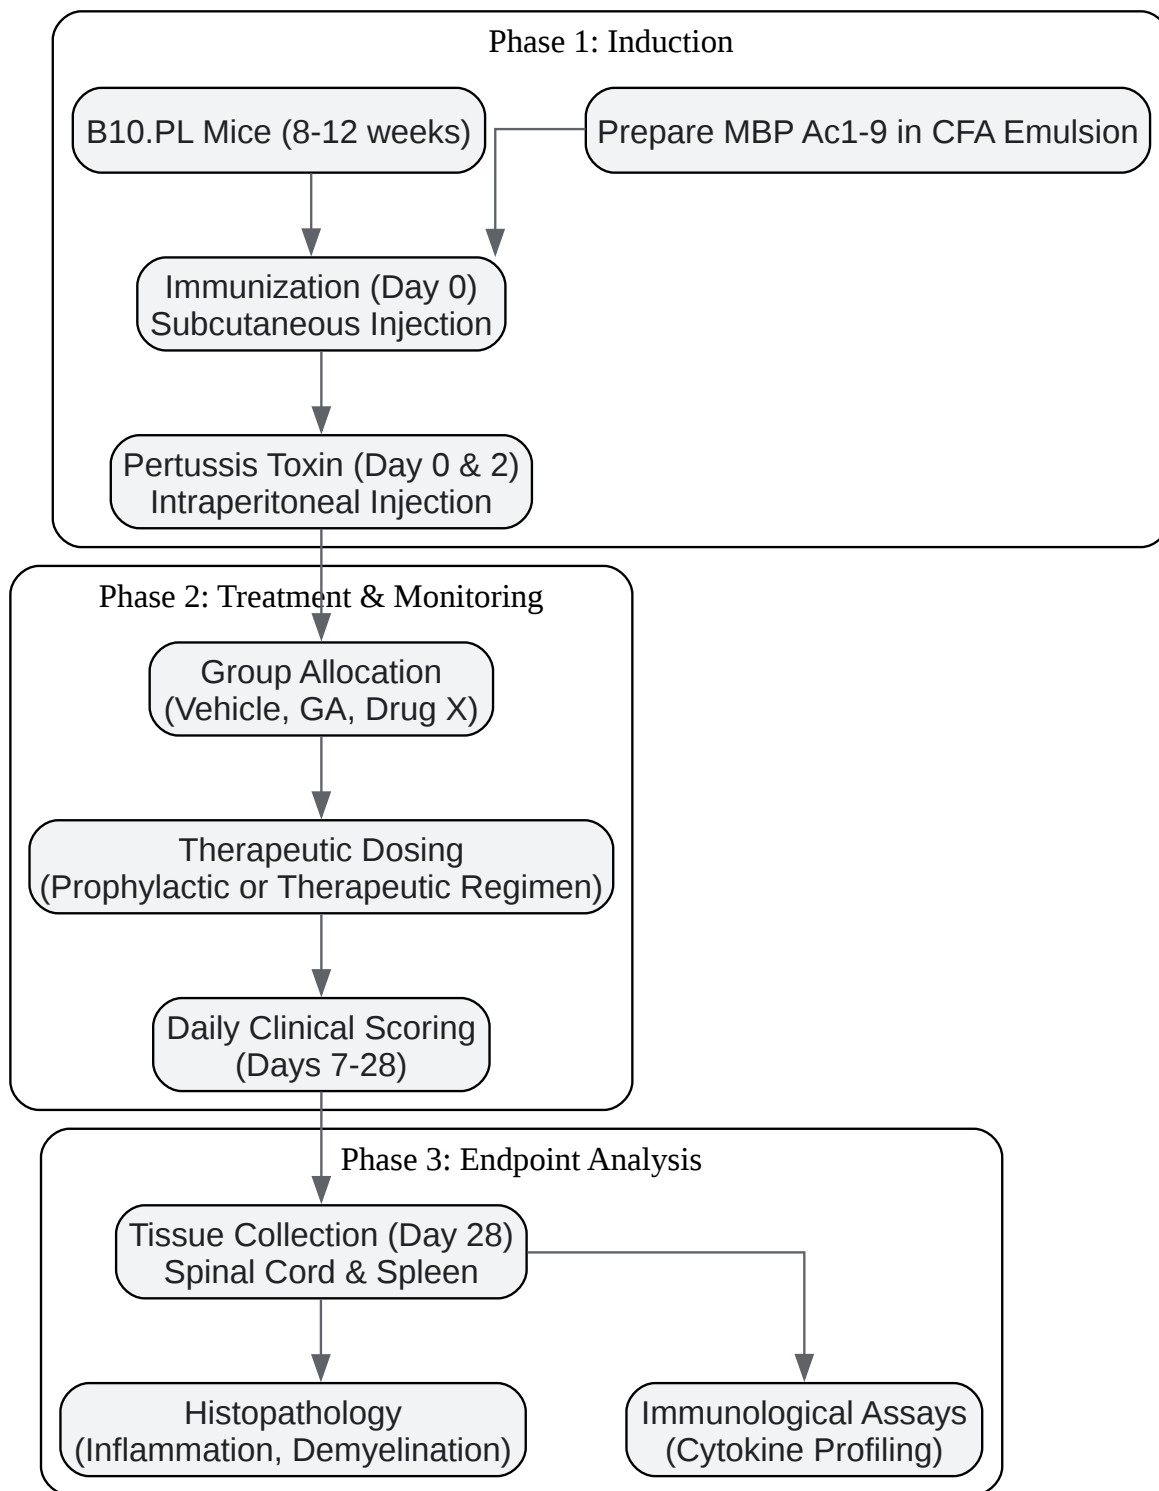 Phase 1: Induction
B10.PL Mice (8-12 weeks)
Prepare MBP Ac1-9 in CFA Emulsion
Immunization (Day 0)
Subcutaneous Injection
Pertussis Toxin (Day 0 & 2)
Intraperitoneal Injection
Phase 2: Treatment & Monitoring
Group Allocation
(Vehicle, GA, Drug X)
Therapeutic Dosing
(Prophylactic or Therapeutic Regimen)
Daily Clinical Scoring
(Days 7-28)
Phase 3: Endpoint Analysis
Tissue Collection (Day 28)
Spinal Cord & Spleen
Histopathology
(Inflammation, Demyelination)
Immunological Assays
(Cytokine Profiling)